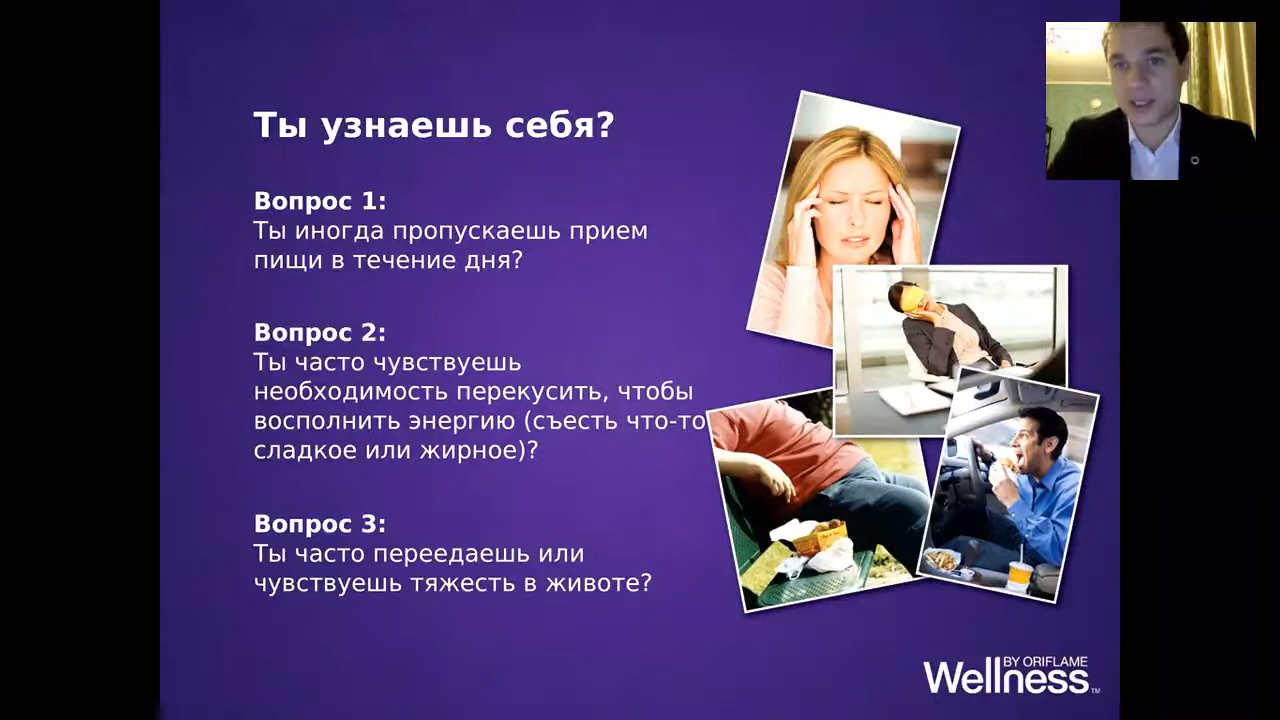 Ты узнаешь себя?
Вопрос 1:
Ты иногда пропускаешь прием
пищи в течение дня?
Вопрос 2:
Ты часто чувствуешь
необходимость перекусить, чтобы
восполнить энергию (съесть что-то
сладкое или жирное)?
Вопрос 3:
Ты часто переедаешь или
чувствуешь тяжесть в животе?
BY ORIFLAME
Wellness™